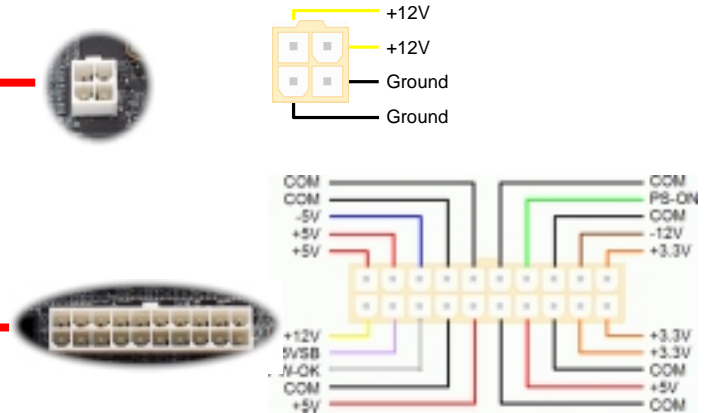 +12V
+12V
Ground
Ground
COM
COM
-5V
+5V
+5V
COM
PS-ON
COM
-12V
+3.3V
+12V
5VSB
W-OK
COM
+5V
+3.3V
+3.3V
COM
+5V
COM